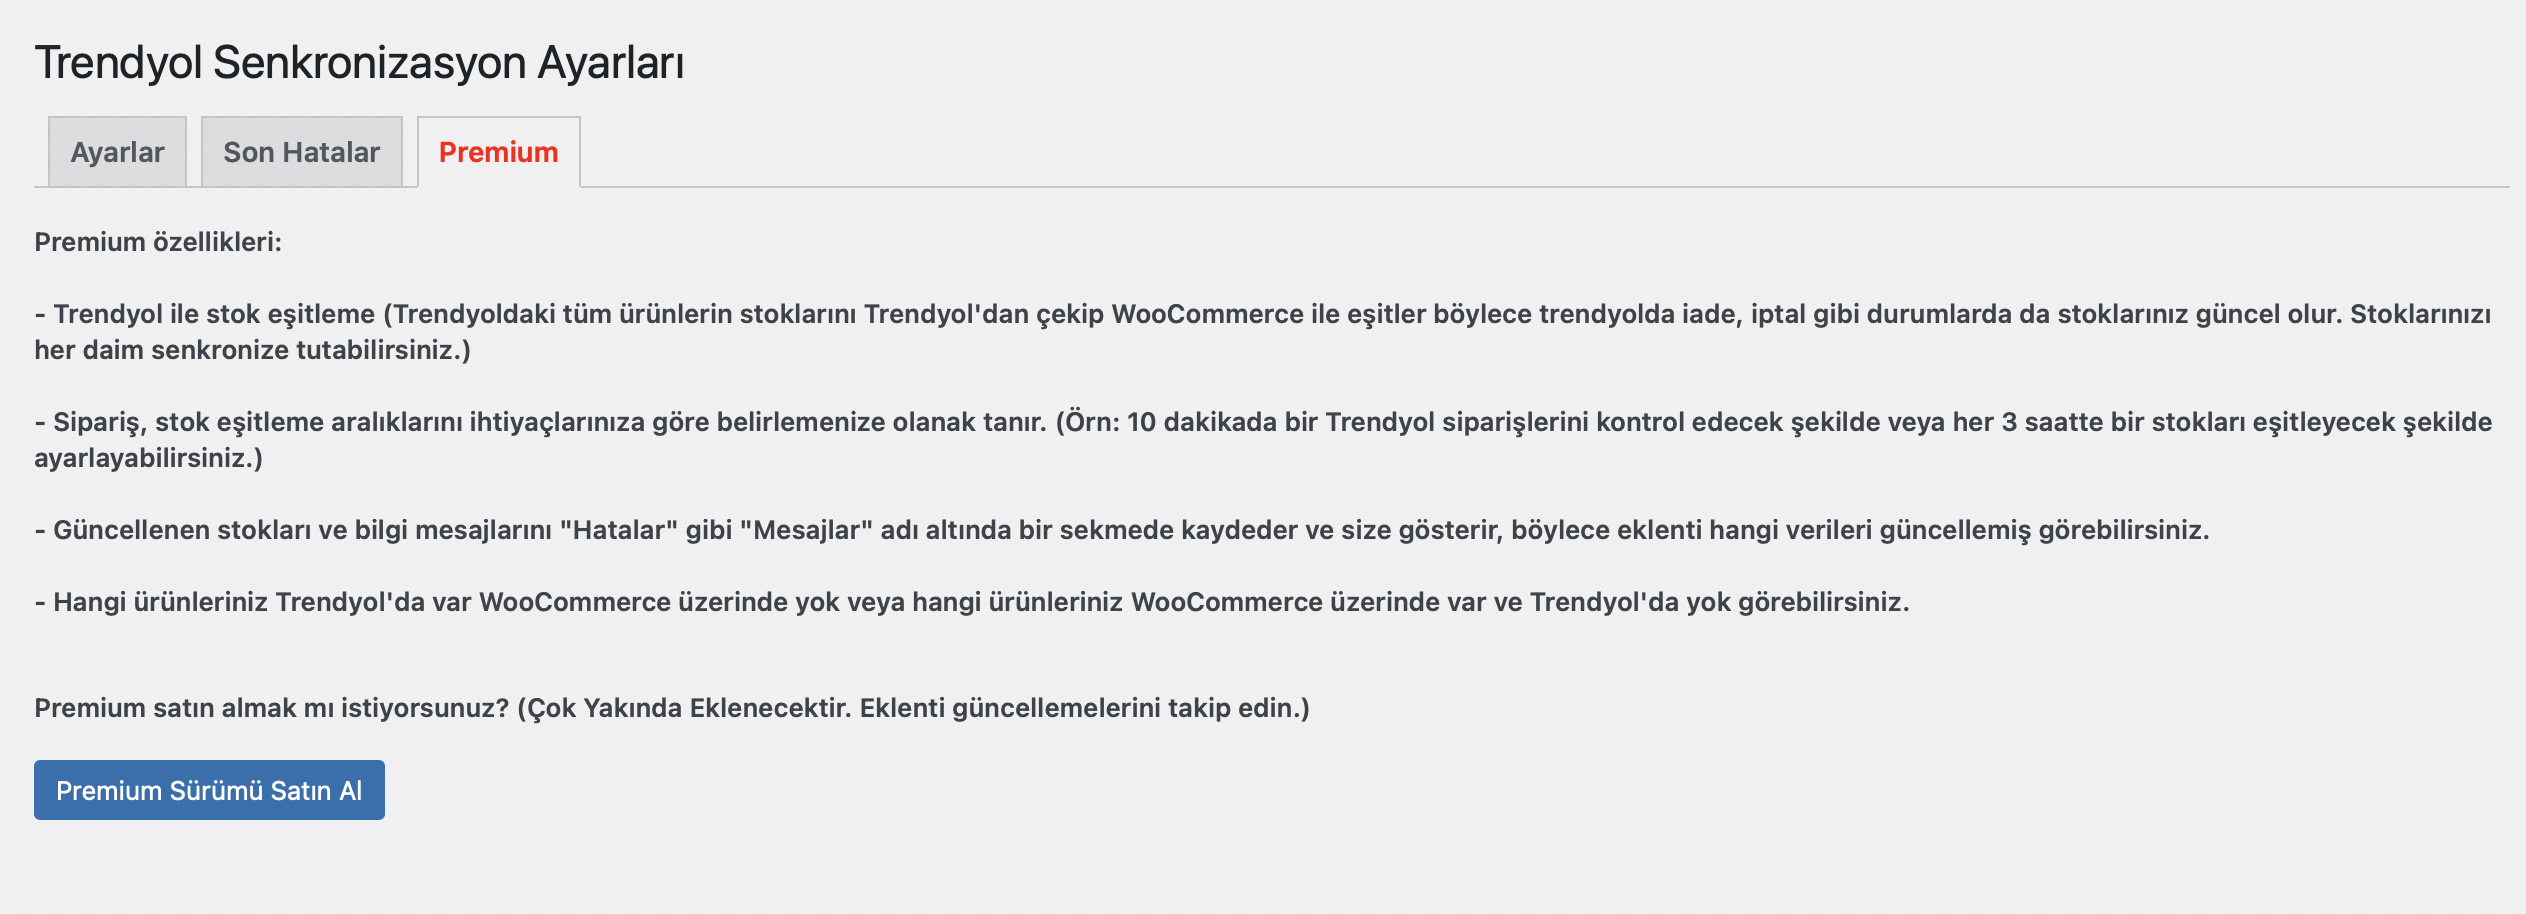 Trendyol Senkronizasyon Ayarları
Ayarlar
Son Hatalar
Premium
Premium özellikleri:
- Trendyol ile stok eşitleme (Trendyoldaki tüm ürünlerin stoklarını Trendyol'dan çekip WooCommerce ile eşitler böylece trendyolda iade, iptal gibi durumlarda da stoklarınız güncel olur. Stoklarınızı
her daim senkronize tutabilirsiniz.)
- Sipariş, stok eşitleme aralıklarını ihtiyaçlarınıza göre belirlemenize olanak tanır. (Örn: 10 dakikada bir Trendyol siparişlerini kontrol edecek şekilde veya her 3 saatte bir stokları eşitleyecek şekilde
ayarlayabilirsiniz.)
- Güncellenen stokları ve bilgi mesajlarını "Hatalar" gibi "Mesajlar" adı altında bir sekmede kaydeder ve size gösterir, böylece eklenti hangi verileri güncellemiş görebilirsiniz.
- Hangi ürünleriniz Trendyol'da var WooCommerce üzerinde yok veya hangi ürünleriniz WooCommerce üzerinde var ve Trendyol'da yok görebilirsiniz.
Premium satın almak mı istiyorsunuz? (Çok Yakında Eklenecektir. Eklenti güncellemelerini takip edin.)
Premium Sürümü Satın Al